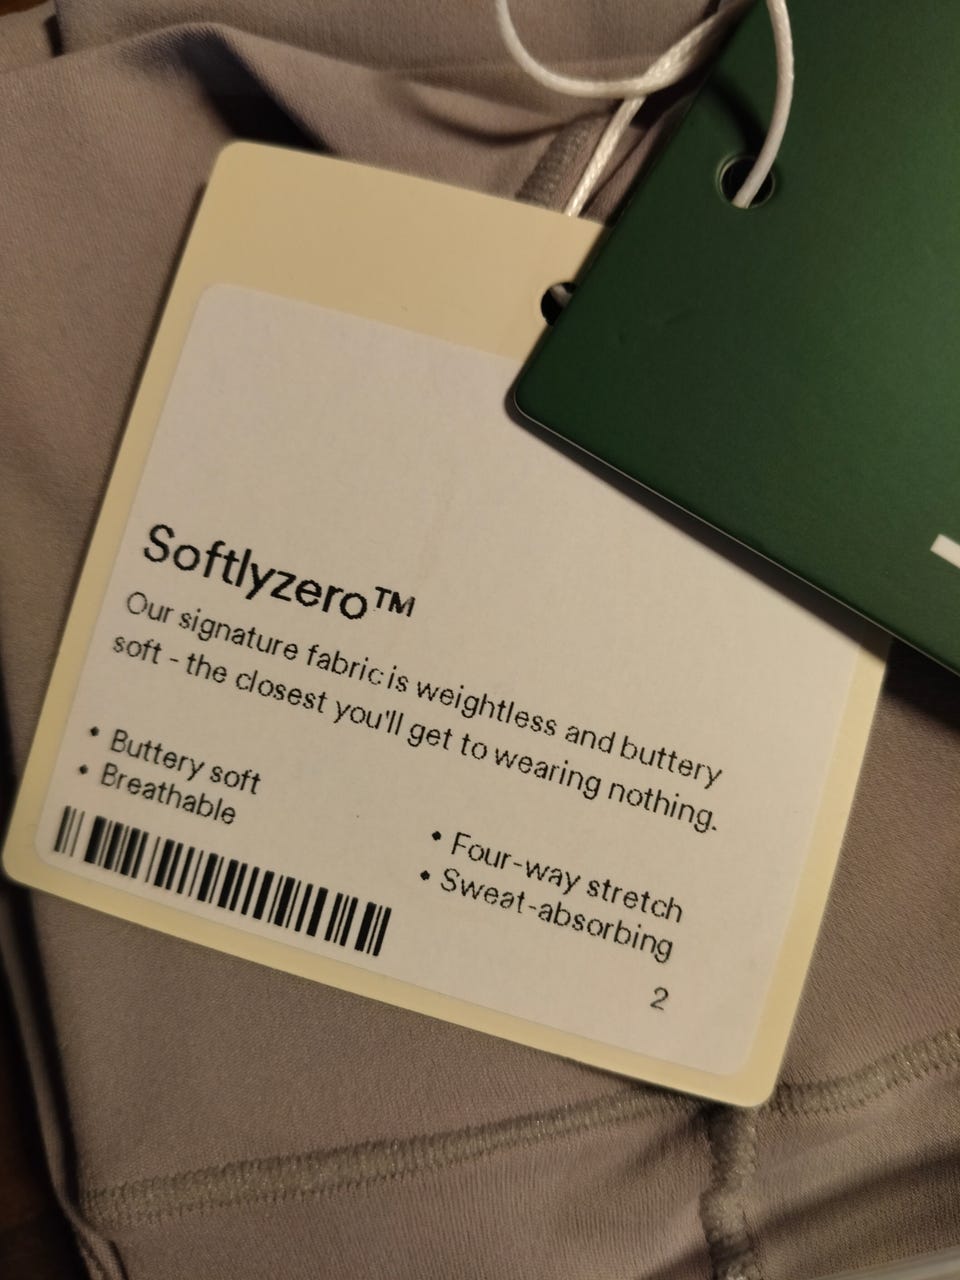 Softlyzero™
Our signature fabric is weightless and buttery
soft - the closest you'll get to wearing nothing.
• Buttery soft
• Breathable
• Four-way stretch
• Sweat-absorbing
2